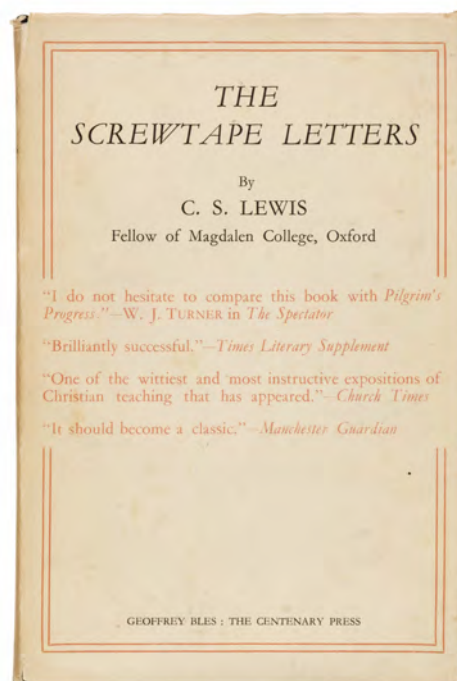 THE
SCREWTAPE LETTERS
By
C. S. LEWIS
Fellow of Magdalen College, Oxford
“I do not hesitate to compare this book with Pilgrim's
Progress.”—W. J. TURNER in The Spectator
“Brilliantly successful.”—Times Literary Supplement
“One of the wittiest and most instructive expositions of
Christian teaching that has appeared.”—Church Times
“It should become a classic.”—Manchester Guardian
GEOFFREY BLES : THE CENTENARY PRESS